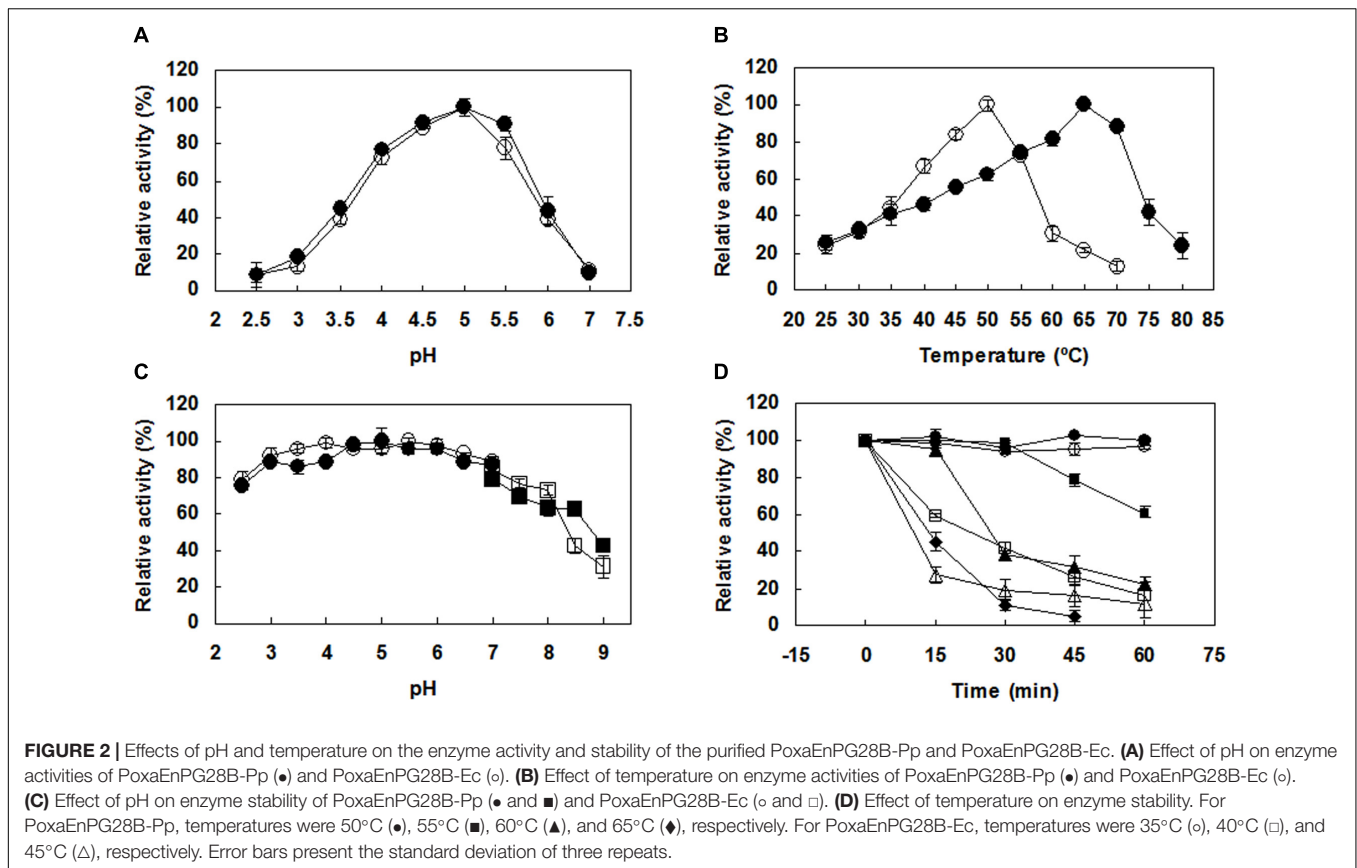 A
Relative activity (%)
120
100
80
60
40
20
0
2 2.5 3 3.5 4 4.5 5 5.5 6 7 7.5
pH
B
Relative activity (%)
120
100
80
60
40
20
0
20 25 30 35 40 45 50 55 60 65 70 75 80 85
Temperature (ºC)
C
Relative activity (%)
120
100
80
60
40
20
0
2 3 4 5 6 7 8 9
pH
D
Relative activity (%)
120
100
80
60
40
20
0
-15 0 15 30 45 60 75
Time (min)
FIGURE 2 | Effects of pH and temperature on the enzyme activity and stability of the purified PoxaEnPG28B-Pp and PoxaEnPG28B-Ec. (A) Effect of pH on enzyme
activities of PoxaEnPG28B-Pp (●) and PoxaEnPG28B-Ec (○). (B) Effect of temperature on enzyme activities of PoxaEnPG28B-Pp (●) and PoxaEnPG28B-Ec (○).
(C) Effect of pH on enzyme stability of PoxaEnPG28B-Pp (● and ■) and PoxaEnPG28B-Ec (○ and □). (D) Effect of temperature on enzyme stability. For
PoxaEnPG28B-Pp, temperatures were 50°C (●), 55°C (■), 60°C (▲), and 65°C (♦), respectively. For PoxaEnPG28B-Ec, temperatures were 35°C (○), 40°C (□), and
45°C (△), respectively. Error bars present the standard deviation of three repeats.